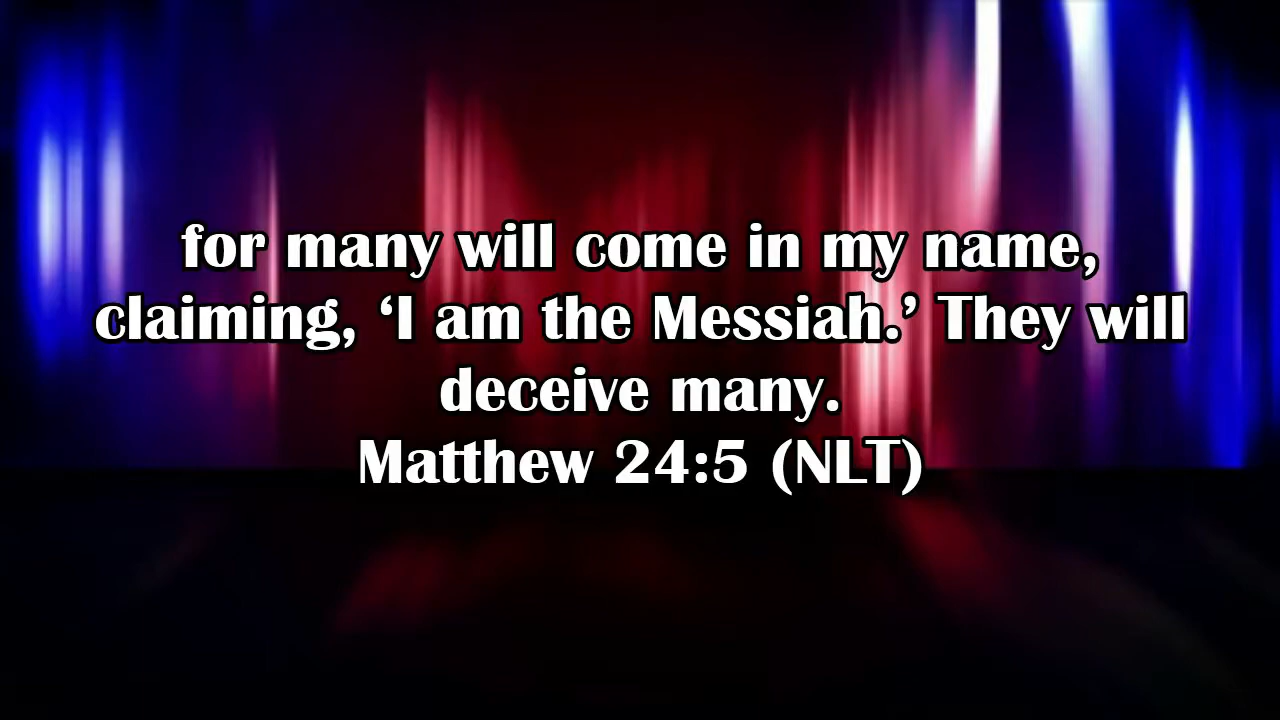 for many will come in my name,
claiming, ‘I am the Messiah.’ They will
deceive many.
Matthew 24:5 (NLT)